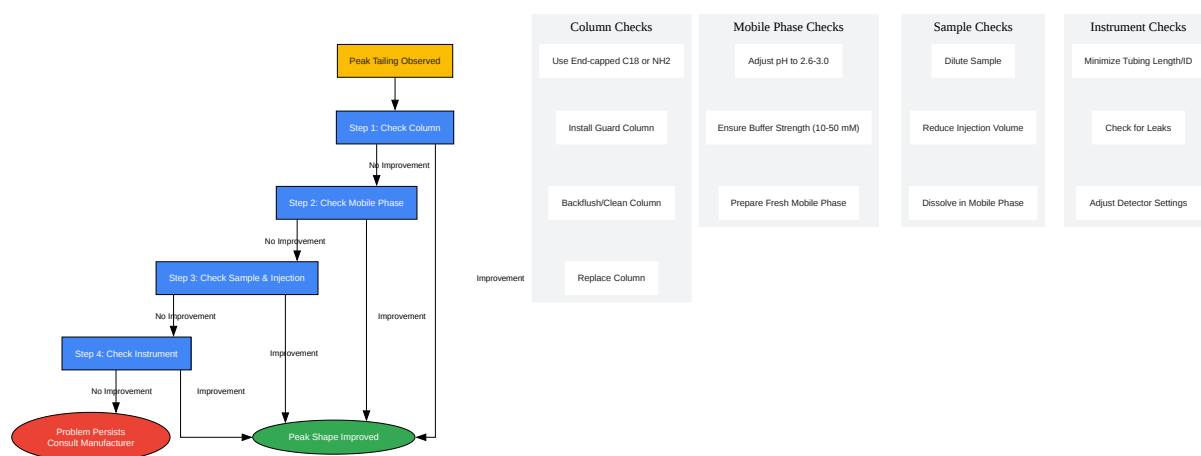 Peak Tailing Observed
Step 1: Check Column
No Improvement
Step 2: Check Mobile Phase
No Improvement
Step 3: Check Sample & Injection
Improvement
No Improvement
Improvement
Improvement
Step 4: Check Instrument
No Improvement
Improvement
Problem Persists
Consult Manufacturer
Peak Shape Improved
Column Checks
Use End-capped C18 or NH2
Install Guard Column
Backflush/Clean Column
Replace Column
Mobile Phase Checks
Adjust pH to 2.6-3.0
Ensure Buffer Strength (10-50 mM)
Prepare Fresh Mobile Phase
Sample Checks
Dilute Sample
Reduce Injection Volume
Dissolve in Mobile Phase
Instrument Checks
Minimize Tubing Length/ID
Check for Leaks
Adjust Detector Settings